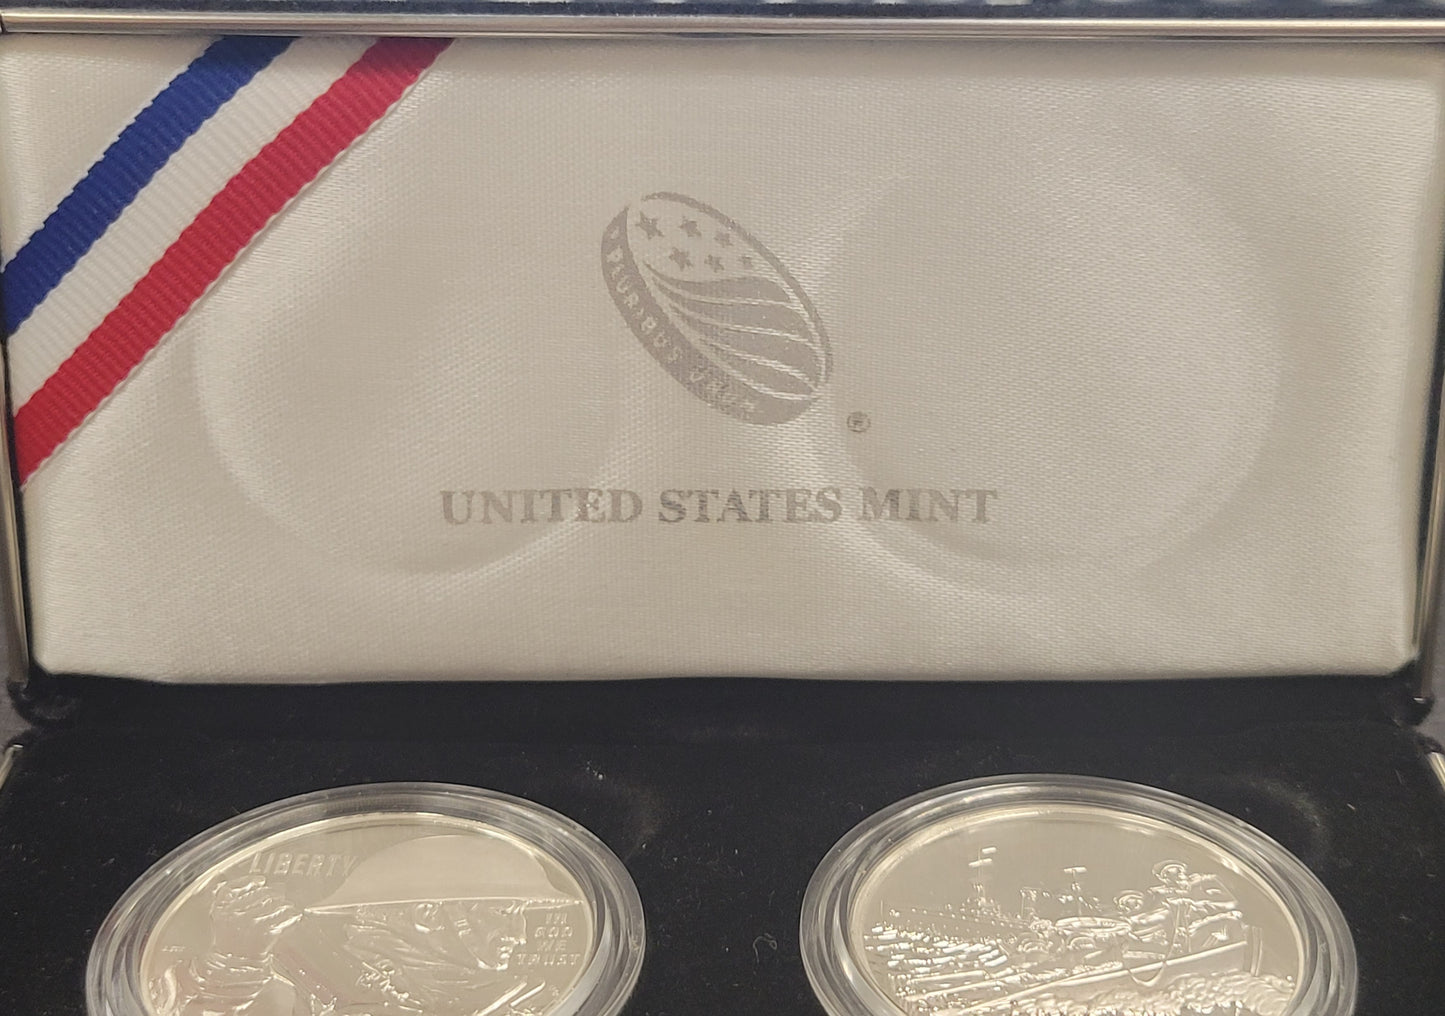 E PLURIBUS UNUM
®
UNITED STATES MINT
LIBERTY
IN
GOD
WE
TRUST